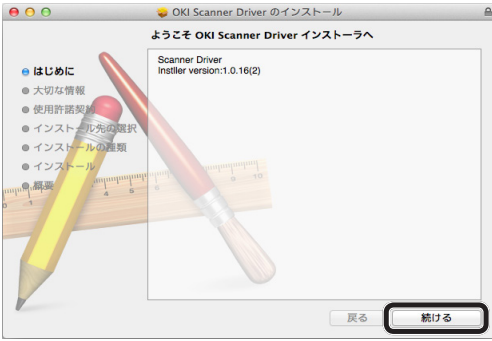 OKI Scanner Driver のインストール
ようこそ OKI Scanner Driver インストーラへ
Scanner Driver
Instller version:1.0.16(2)
はじめに
大切な情報
使用許諾契約
インストール先の選択
インストールの種類
インストール
概要
戻る
続ける